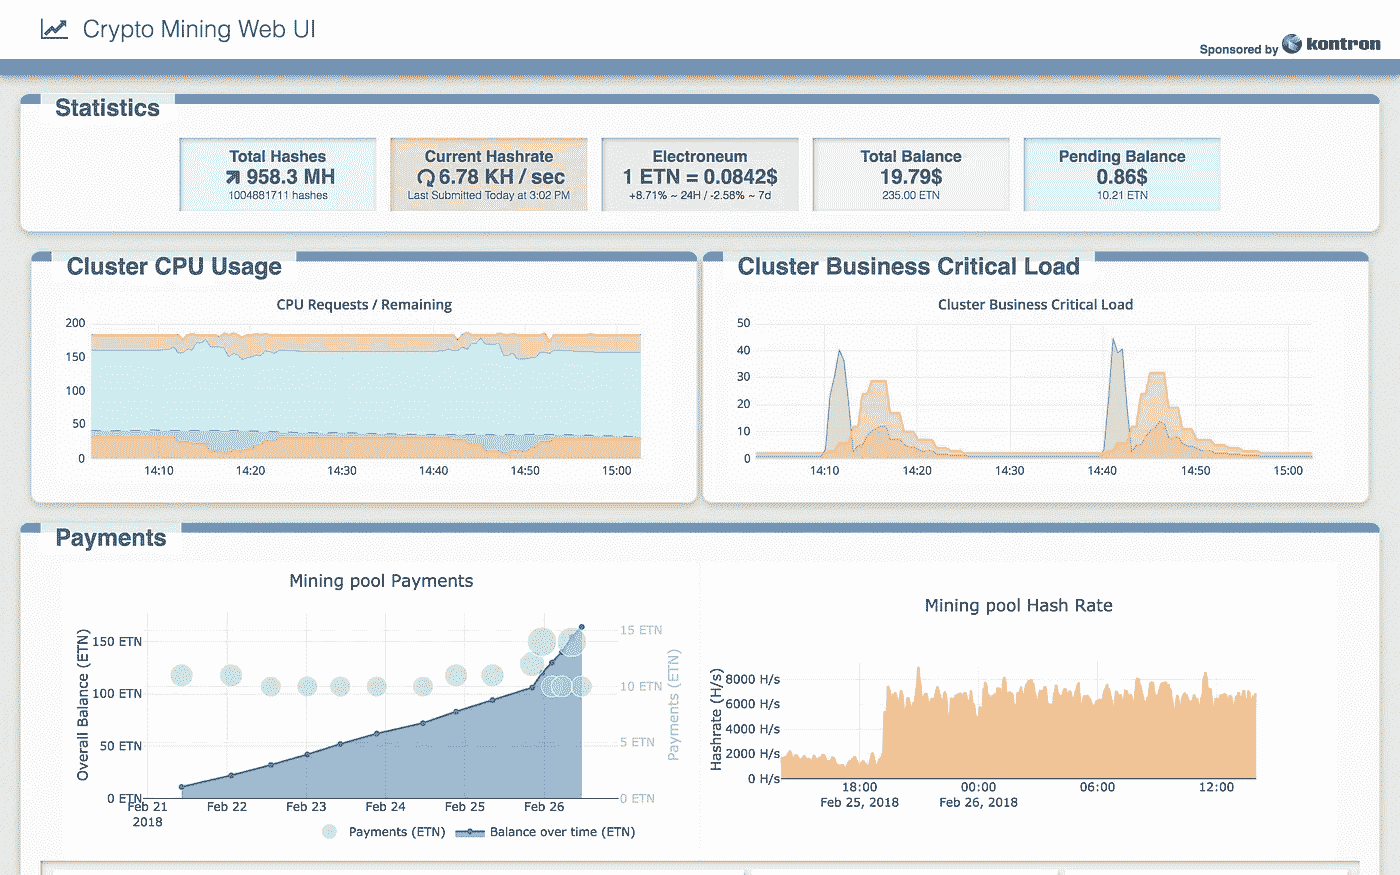 Crypto Mining Web UI
Sponsored by kontron
Statistics
Total Hashes
958.3 MH
1004881711 hashes
Current Hashrate
6.78 KH / sec
Last Submitted Today at 3:02 PM
Electroneum
1 ETN = 0.0842$
+8.71% ~ 24H / -2.58% ~ 7d
Total Balance
19.79$
235.00 ETN
Pending Balance
0.86$
10.21 ETN
Cluster CPU Usage
CPU Requests / Remaining
200
150
100
50
0
14:10 14:20 14:30 14:40 14:50 15:00
Cluster Business Critical Load
Cluster Business Critical Load
50
40
30
20
10
0
14:10 14:20 14:30 14:40 14:50 15:00
Payments
Mining pool Payments
Overall Balance (ETN)
150 ETN
100 ETN
50 ETN
0 ETN
15 ETN
10 ETN
5 ETN
0 ETN
Payments (ETN)
Feb 21 Feb 22 Feb 23 Feb 24 Feb 25 Feb 26
2018
Payments (ETN) Balance over time (ETN)
Mining pool Hash Rate
Hashrate (H/s)
8000 H/s
6000 H/s
4000 H/s
2000 H/s
0 H/s
18:00 00:00 06:00 12:00
Feb 25, 2018 Feb 26, 2018